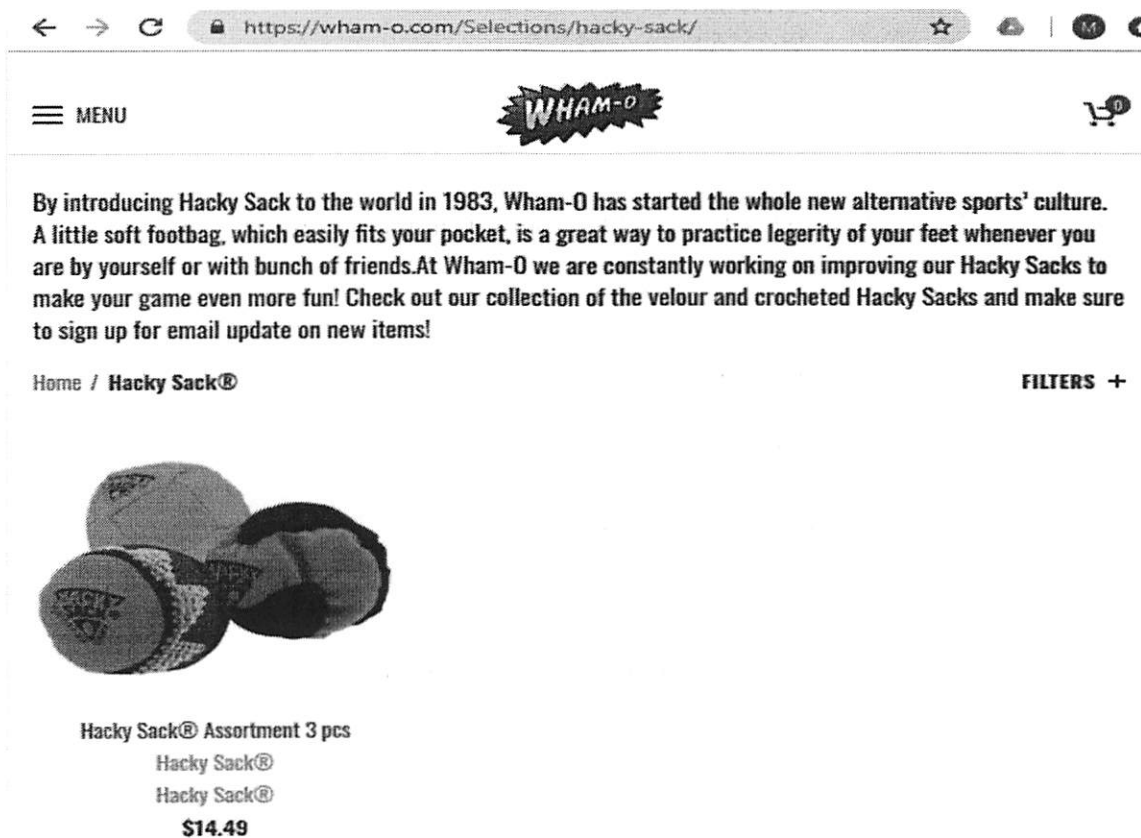 https://wham-o.com/Selections/hacky-sack/
M
MENU
WHAM-O
0
By introducing Hacky Sack to the world in 1983, Wham-O has started the whole new alternative sports' culture.
A little soft footbag, which easily fits your pocket, is a great way to practice legerity of your feet whenever you
are by yourself or with bunch of friends.At Wham-O we are constantly working on improving our Hacky Sacks to
make your game even more fun! Check out our collection of the velour and crocheted Hacky Sacks and make sure
to sign up for email update on new items!
Home / Hacky Sack®
FILTERS +
HACKY
SACK
Hacky Sack® Assortment 3 pcs
Hacky Sack®
Hacky Sack®
$14.49